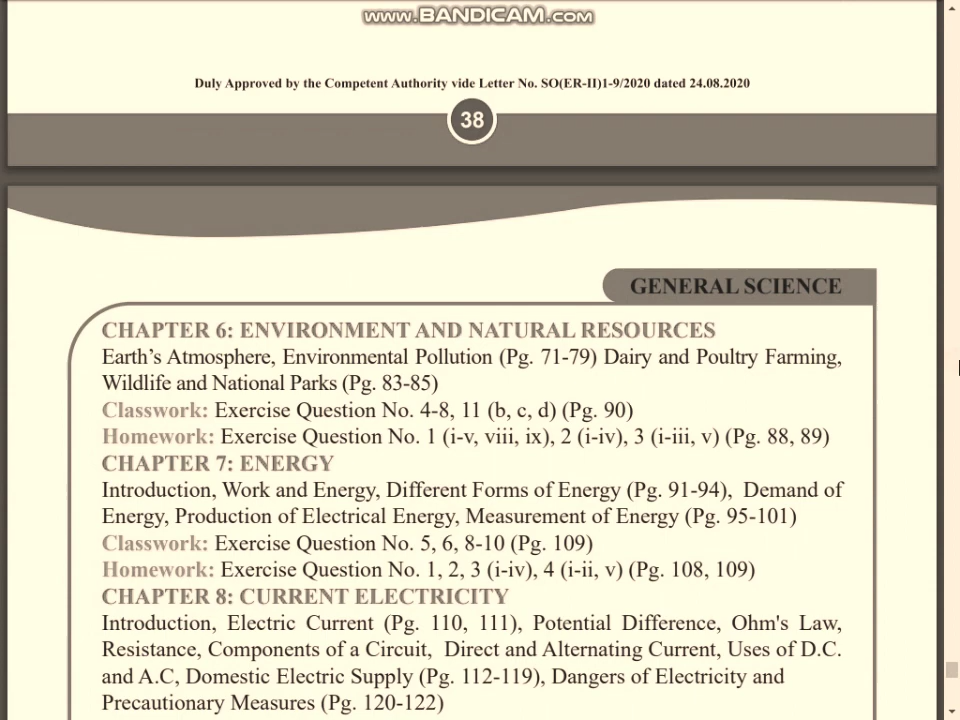 www.BANDICAM.com
Duly Approved by the Competent Authority vide Letter No. SO(ER-II)1-9/2020 dated 24.08.2020
38
GENERAL SCIENCE
CHAPTER 6: ENVIRONMENT AND NATURAL RESOURCES
Earth's Atmosphere, Environmental Pollution (Pg. 71-79) Dairy and Poultry Farming,
Wildlife and National Parks (Pg. 83-85)
Classwork: Exercise Question No. 4-8, 11 (b, c, d) (Pg. 90)
Homework: Exercise Question No. 1 (i-v, viii, ix), 2 (i-iv), 3 (i-iii, v) (Pg. 88, 89)
CHAPTER 7: ENERGY
Introduction, Work and Energy, Different Forms of Energy (Pg. 91-94), Demand of
Energy, Production of Electrical Energy, Measurement of Energy (Pg. 95-101)
Classwork: Exercise Question No. 5, 6, 8-10 (Pg. 109)
Homework: Exercise Question No. 1, 2, 3 (i-iv), 4 (i-ii, v) (Pg. 108, 109)
CHAPTER 8: CURRENT ELECTRICITY
Introduction, Electric Current (Pg. 110, 111), Potential Difference, Ohm's Law,
Resistance, Components of a Circuit, Direct and Alternating Current, Uses of D.C.
and A.C, Domestic Electric Supply (Pg. 112-119), Dangers of Electricity and
Precautionary Measures (Pg. 120-122)